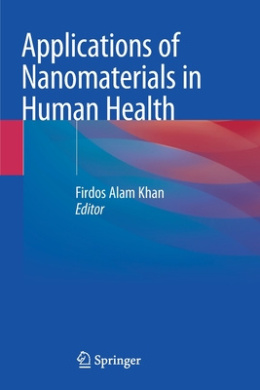 Applications of
Nanomaterials in
Human Health
Firdos Alam Khan
Editor
Springer